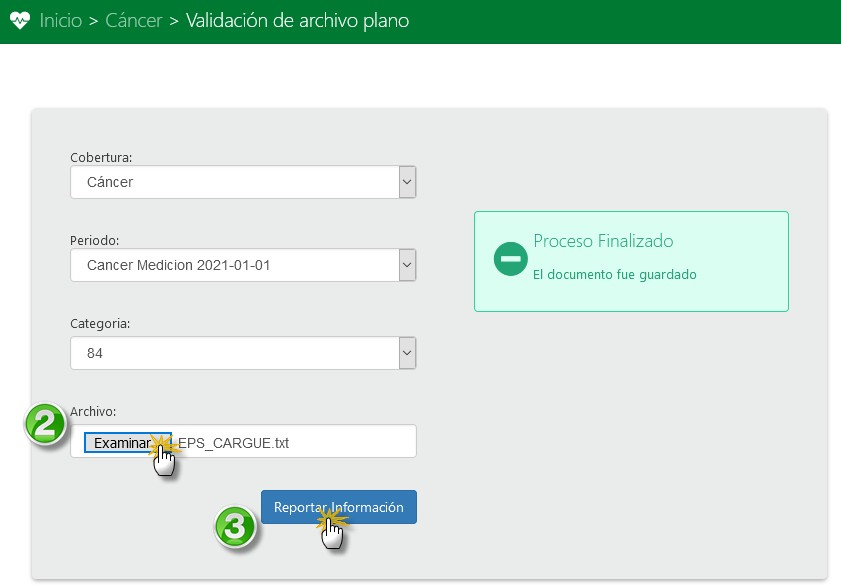 Inicio > Cáncer > Validación de archivo plano
Cobertura:
Cáncer
Periodo:
Cancer Medicion 2021-01-01
Categoria:
84
Archivo:
2
Examinar
EPS_CARGUE.txt
3
Reportar Información
Proceso Finalizado
El documento fue guardado